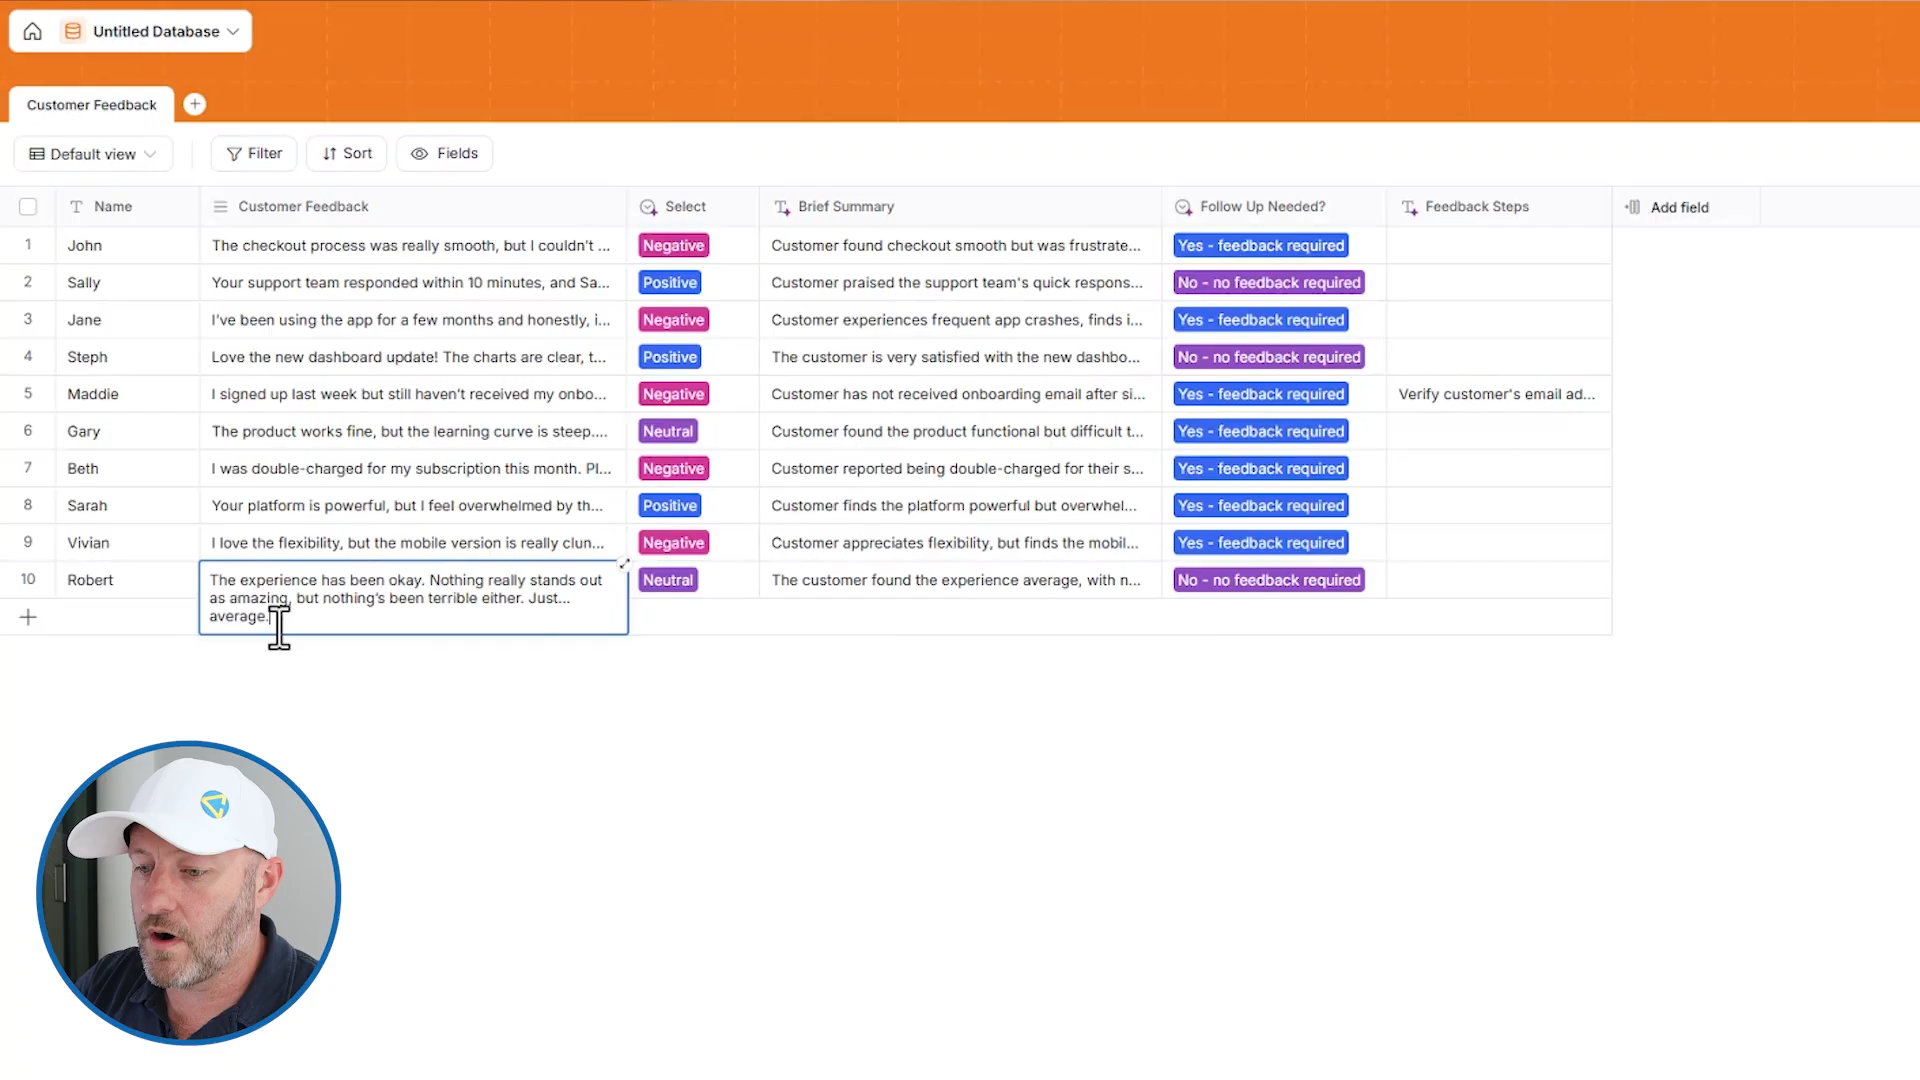 Untitled Database
Customer Feedback
Default view Filter Sort Fields
Name Customer Feedback Select Brief Summary Follow Up Needed? Feedback Steps Add field
1 John The checkout process was really smooth, but I couldn't ... Negative Customer found checkout smooth but was frustrate... Yes - feedback required
2 Sally Your support team responded within 10 minutes, and Sa... Positive Customer praised the support team's quick respons... No - no feedback required
3 Jane I've been using the app for a few months and honestly, i... Negative Customer experiences frequent app crashes, finds i... Yes - feedback required
4 Steph Love the new dashboard update! The charts are clear, t... Positive The customer is very satisfied with the new dashbo... No - no feedback required
5 Maddie I signed up last week but still haven't received my onbo... Negative Customer has not received onboarding email after si... Yes - feedback required Verify customer's email ad...
6 Gary The product works fine, but the learning curve is steep.... Neutral Customer found the product functional but difficult t... Yes - feedback required
7 Beth I was double-charged for my subscription this month. Pl... Negative Customer reported being double-charged for their s... Yes - feedback required
8 Sarah Your platform is powerful, but I feel overwhelmed by th... Positive Customer finds the platform powerful but overwhel... Yes - feedback required
9 Vivian I love the flexibility, but the mobile version is really clun... Negative Customer appreciates flexibility, but finds the mobil... Yes - feedback required
10 Robert The experience has been okay. Nothing really stands out Neutral The customer found the experience average, with n... No - no feedback required
as amazing, but nothing's been terrible either. Just...
average.